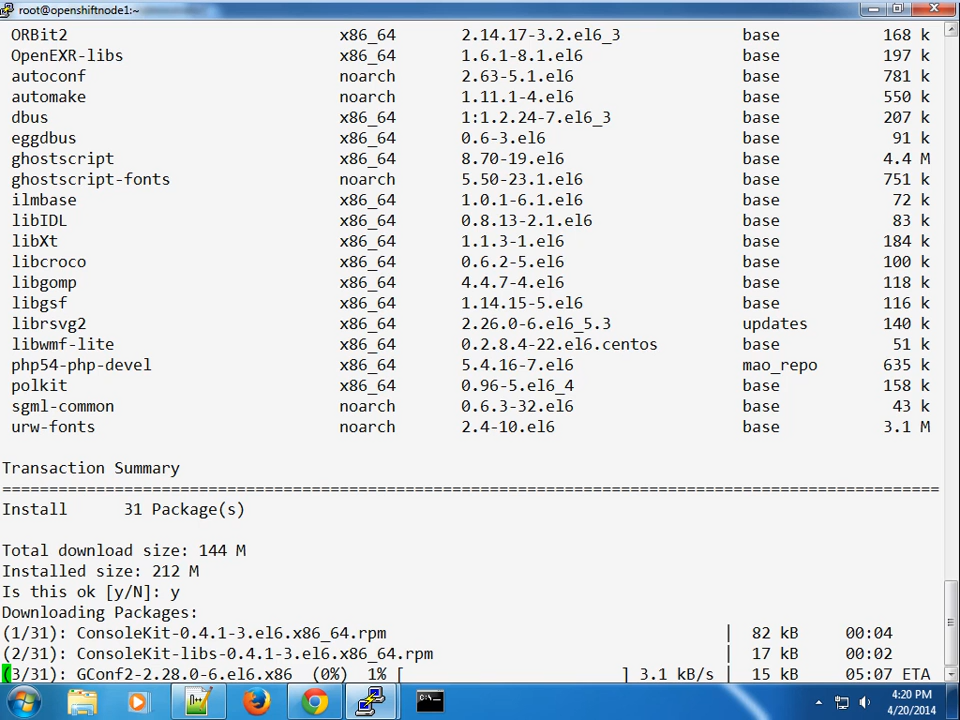 root@openshiftnode1:~
ORBit2 x86_64 2.14.17-3.2.el6_3 base 168 k
OpenEXR-libs x86_64 1.6.1-8.1.el6 base 197 k
autoconf noarch 2.63-5.1.el6 base 781 k
automake noarch 1.11.1-4.el6 base 550 k
dbus x86_64 1:1.2.24-7.el6_3 base 207 k
eggdbus x86_64 0.6-3.el6 base 91 k
ghostscript x86_64 8.70-19.el6 base 4.4 M
ghostscript-fonts noarch 5.50-23.1.el6 base 751 k
ilmbase x86_64 1.0.1-6.1.el6 base 72 k
libIDL x86_64 0.8.13-2.1.el6 base 83 k
libXt x86_64 1.1.3-1.el6 base 184 k
libcroco x86_64 0.6.2-5.el6 base 100 k
libgomp x86_64 4.4.7-4.el6 base 118 k
libgsf x86_64 1.14.15-5.el6 base 116 k
librsvg2 x86_64 2.26.0-6.el6_5.3 updates 140 k
libwmf-lite x86_64 0.2.8.4-22.el6.centos base 51 k
php54-php-devel x86_64 5.4.16-7.el6 mao_repo 635 k
polkit x86_64 0.96-5.el6_4 base 158 k
sgml-common noarch 0.6.3-32.el6 base 43 k
urw-fonts noarch 2.4-10.el6 base 3.1 M
Transaction Summary
====================================================================================================
Install 31 Package(s)
Total download size: 144 M
Installed size: 212 M
Is this ok [y/N]: y
Downloading Packages:
(1/31): ConsoleKit-0.4.1-3.el6.x86_64.rpm | 82 kB 00:04
(2/31): ConsoleKit-libs-0.4.1-3.el6.x86_64.rpm | 17 kB 00:02
(3/31): GConf2-2.28.0-6.el6.x86 (0%) 1% [ ] 3.1 kB/s | 15 kB 05:07 ETA
4:20 PM
4/20/2014